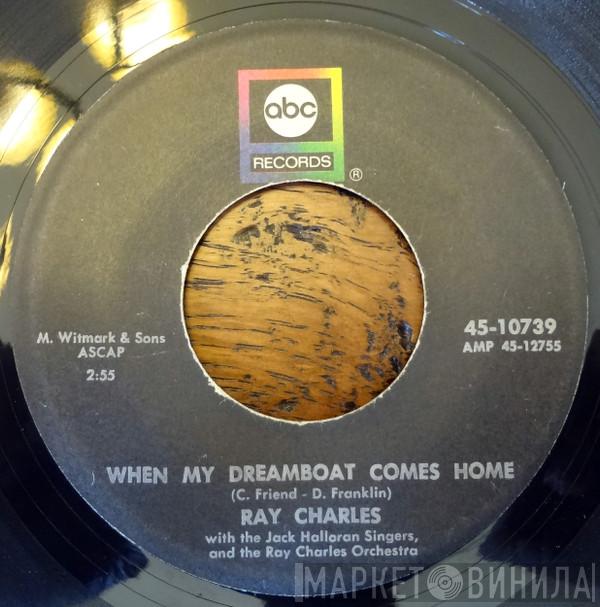 abc
RECORDS
®
M. Witmark & Sons
ASCAP
2:55
45-10739
AMP 45-12755
WHEN MY DREAMBOAT COMES HOME
(C. Friend - D. Franklin)
RAY CHARLES
with the Jack Halloran Singers,
and the Ray Charles Orchestra
МАРКЕТ ВИНИЛА